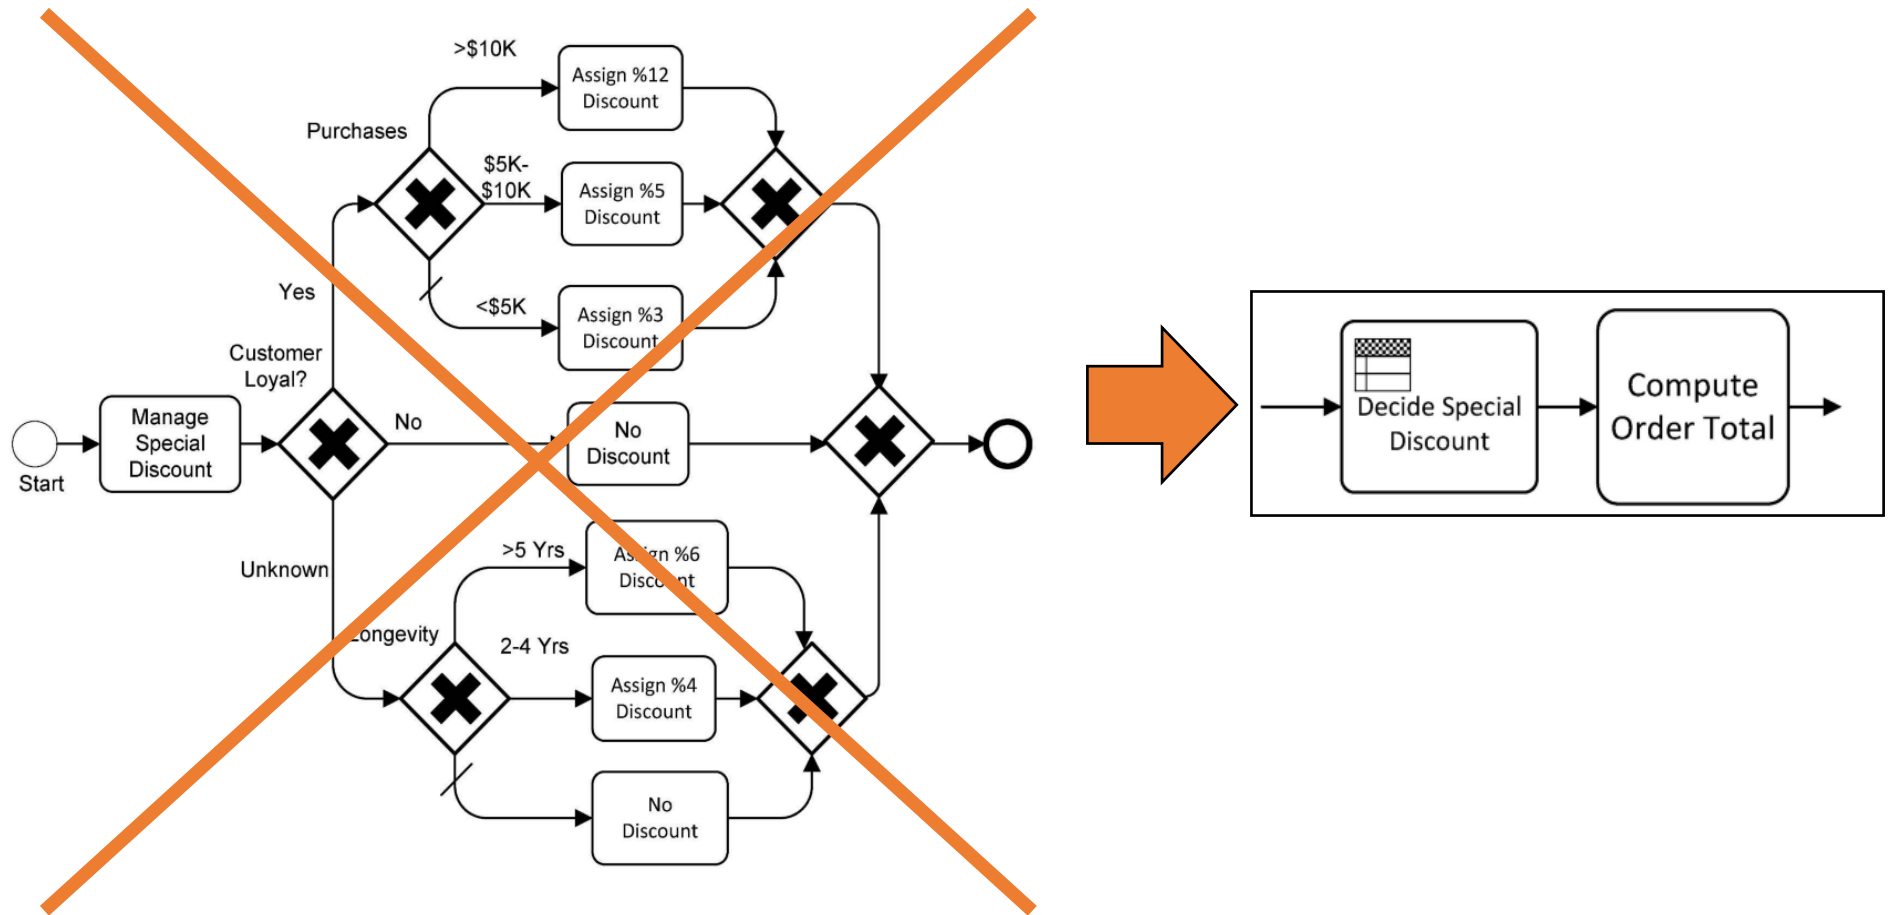 >$10K
Assign %12
Discount
Purchases
$5K-
$10K
Assign %5
Discount
Yes
<$5K
Assign %3
Discount
Customer
Loyal?
Manage
Special
Discount
No
No
Discount
Start
Unknown
>5 Yrs
Assign %6
Discount
Longevity
2-4 Yrs
Assign %4
Discount
No
Discount
Decide Special
Discount
Compute
Order Total